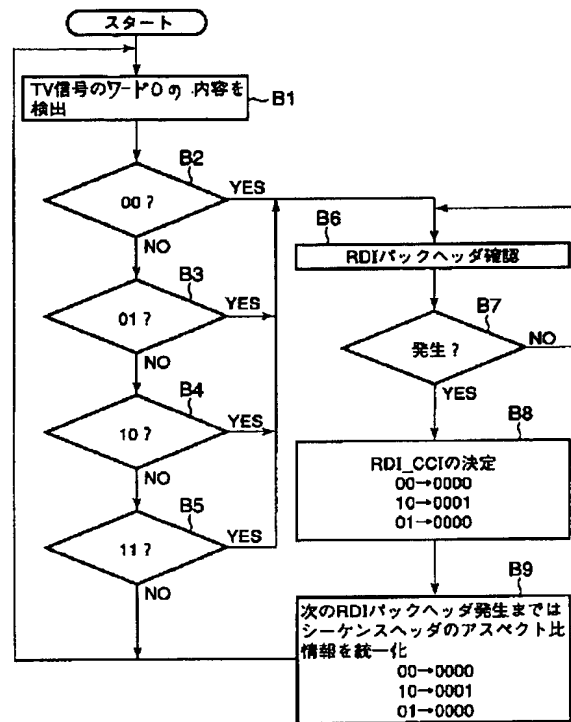 スタート
TV信号のワード0の内容を
検出
B1
B2
00?
YES
NO
B3
01?
YES
NO
B4
10?
YES
NO
B5
11?
YES
NO
B6
RDIパックヘッダ確認
B7
発生?
NO
YES
B8
RDI_CCIの決定
00→0000
10→0001
01→0000
B9
次のRDIパックヘッダ発生までは
シーケンスヘッダのアスペクト比
情報を統一化
00→0000
10→0001
01→0000